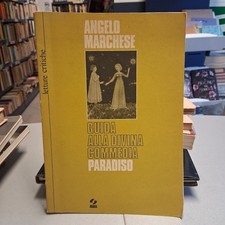 letture critiche
ANGELO
MARCHESE
GUIDA
ALLA DIVINA
COMMEDIA
PARADISO